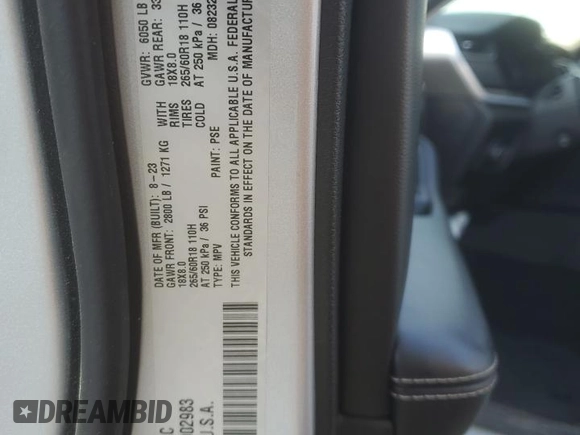 GVWR: 6050 LB
DATE OF MFR (BUILT): 8-23
GAWR FRONT: 2800 LB / 1271 KG WITH GAWR REAR:
18X8.0 RIMS 18X8.0
265/60R18 110H TIRES 265/60R18 110H
AT 250 kPa / 36 PSI COLD AT 250 kPa / 36
TYPE: MPV PAINT: PSE MDH:
THIS VEHICLE CONFORMS TO ALL APPLICABLE U.S.A. FEDERAL
STANDARDS IN EFFECT ON THE DATE OF MANUFACTUR
C
02983
U.S.A.
DREAMBID